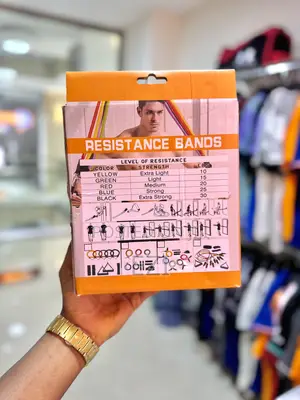 RESISTANCE BANDS
LEVEL OF RESISTANCE
COLOR STRENGTH
YELLOW Extra Light 10
GREEN Light 15
RED Medium 20
BLUE Strong 25
BLACK Extra Strong 30